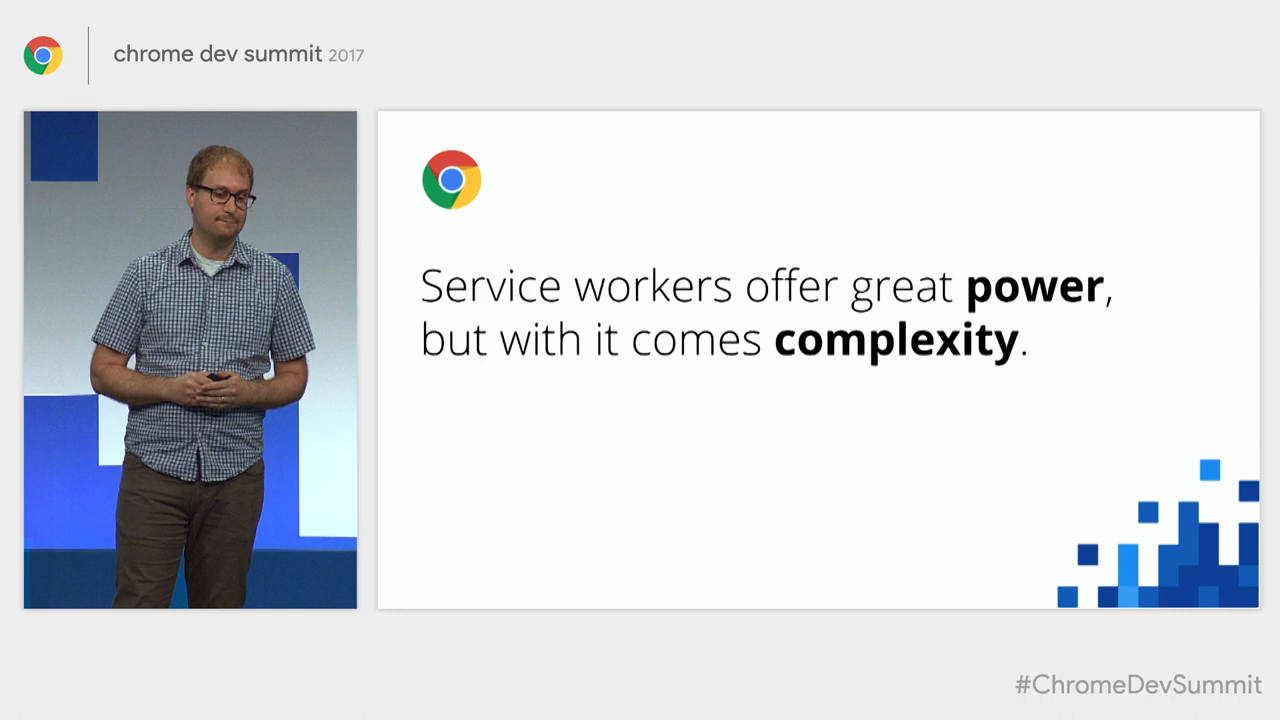 chrome dev summit 2017
Service workers offer great power,
but with it comes complexity.
#ChromeDevSummit